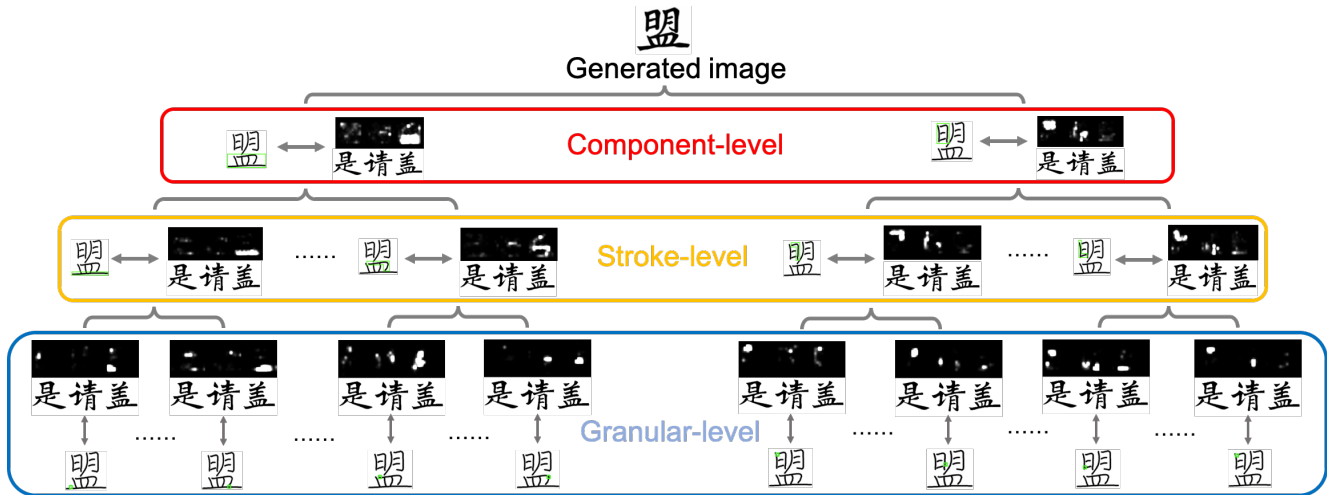 盟
Generated image
盟
是请盖
Component-level
盟
是请盖
盟
是请盖
......
盟
是请盖
Stroke-level
盟
是请盖
......
盟
是请盖
是请盖
是请盖
是请盖
是请盖
是请盖
是请盖
是请盖
是请盖
......
......
......
Granular-level
......
......
......
盟
盟
盟
盟
盟
盟
盟
盟